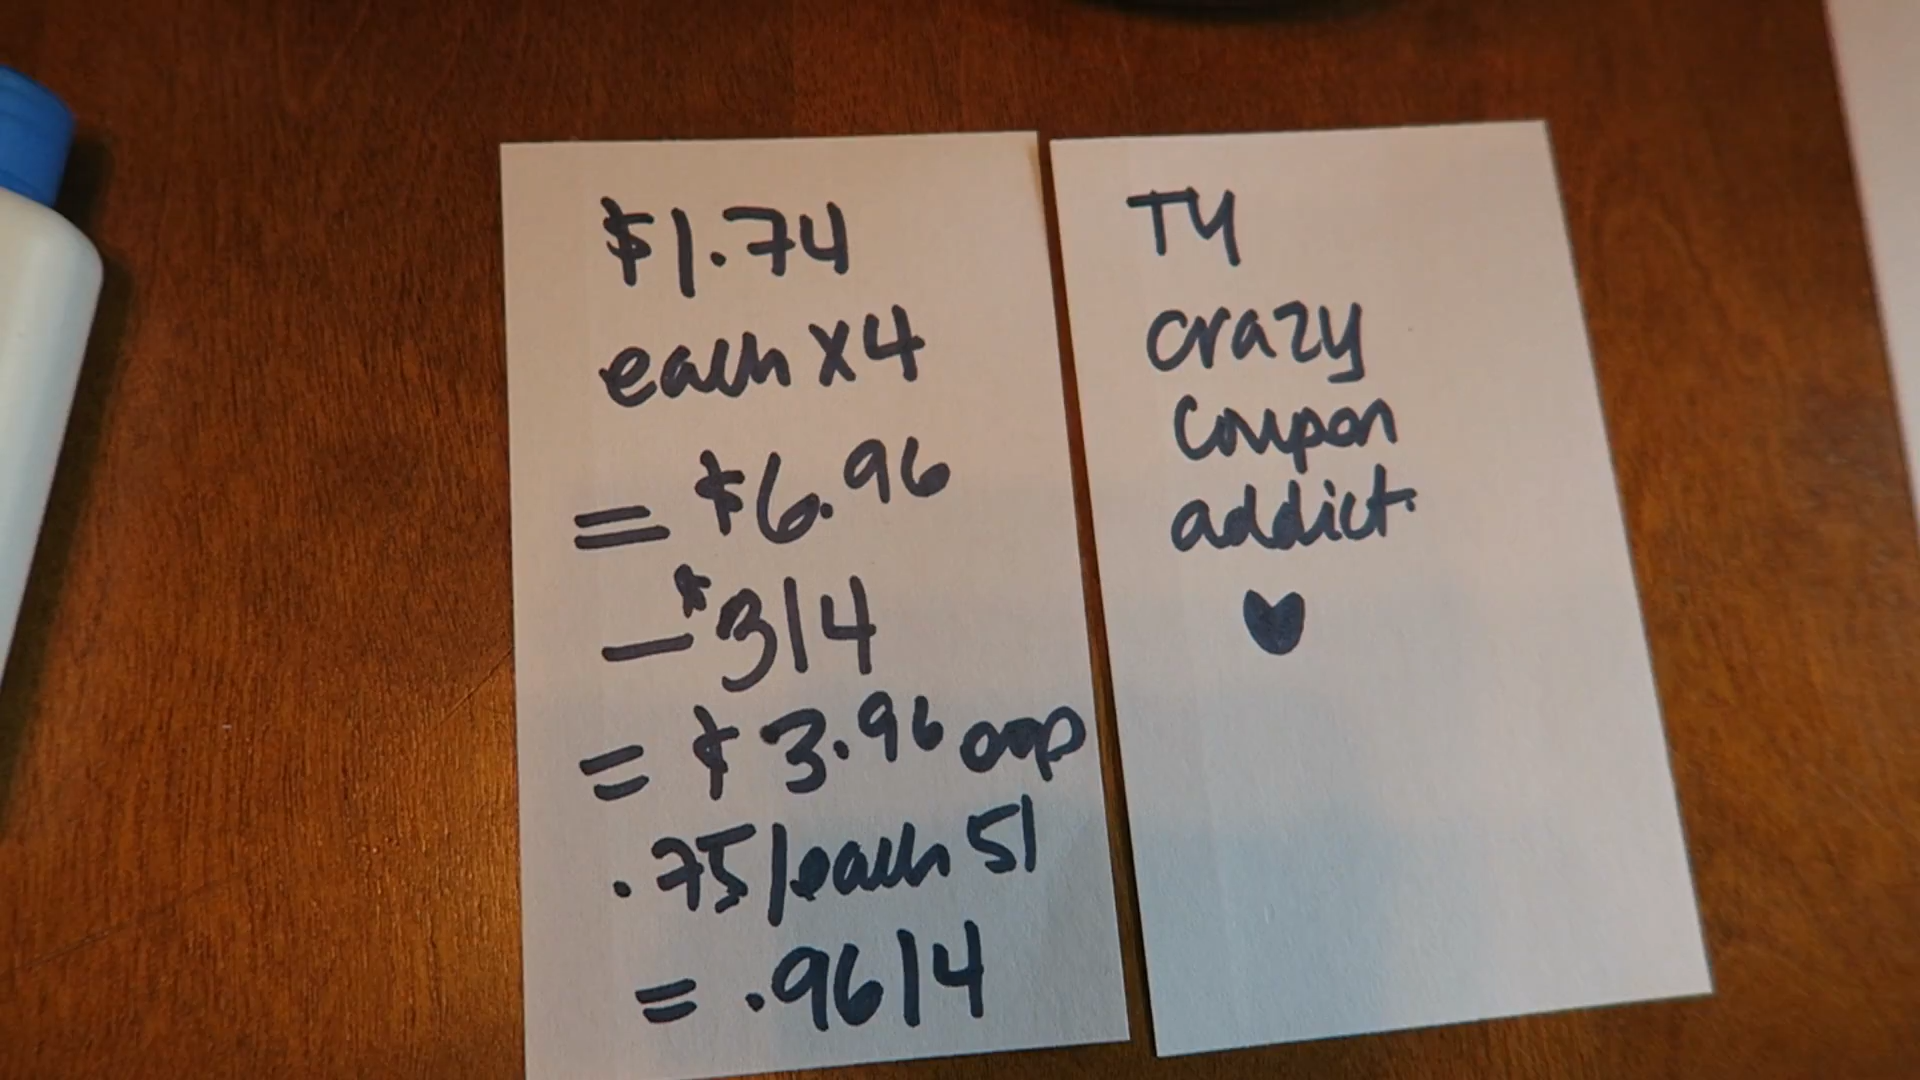 $1.74
each x4
= $6.96
- $3/4
= $3.96 oop
.75/each 51
= .96/4
TY
crazy
coupon
addict.
♥